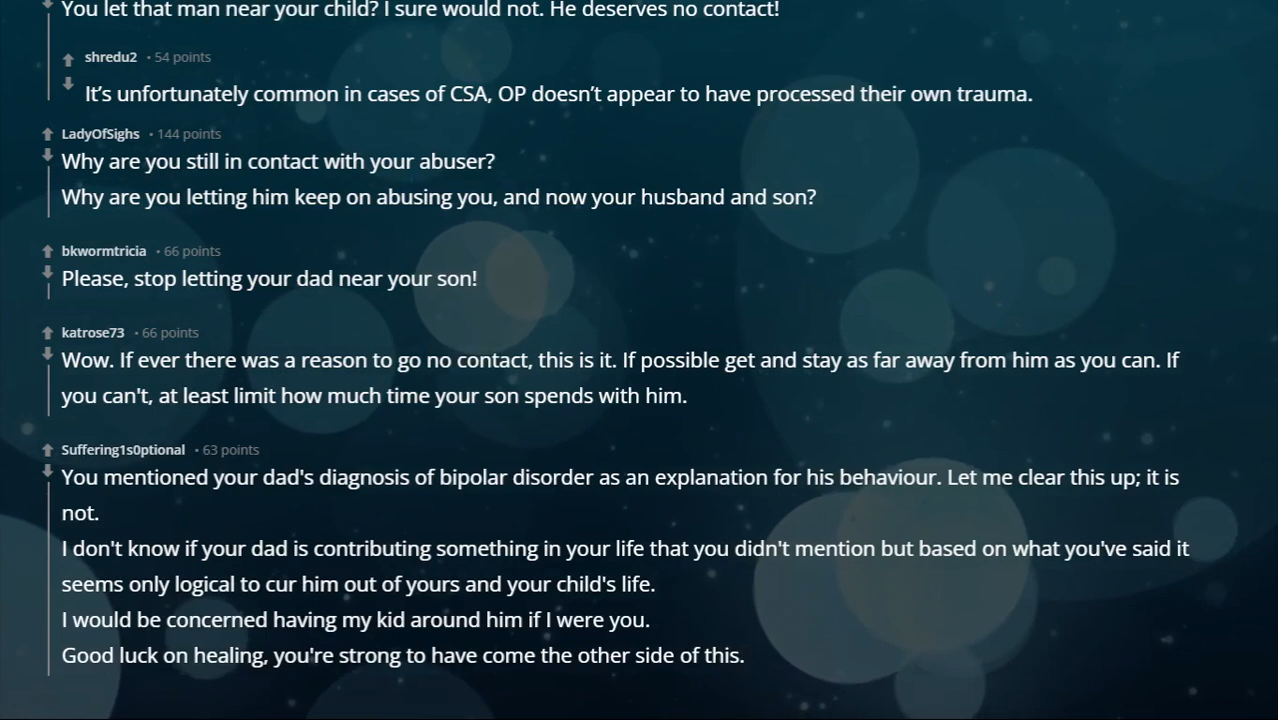 You let that man near your child? I sure would not. He deserves no contact!
shredu2 • 54 points
It’s unfortunately common in cases of CSA, OP doesn’t appear to have processed their own trauma.
LadyOfSighs • 144 points
Why are you still in contact with your abuser?
Why are you letting him keep on abusing you, and now your husband and son?
bkwormtricia • 66 points
Please, stop letting your dad near your son!
katrose73 • 66 points
Wow. If ever there was a reason to go no contact, this is it. If possible get and stay as far away from him as you can. If
you can't, at least limit how much time your son spends with him.
Suffering1s0ptional • 63 points
You mentioned your dad's diagnosis of bipolar disorder as an explanation for his behaviour. Let me clear this up; it is
not.
I don't know if your dad is contributing something in your life that you didn't mention but based on what you've said it
seems only logical to cur him out of yours and your child's life.
I would be concerned having my kid around him if I were you.
Good luck on healing, you're strong to have come the other side of this.